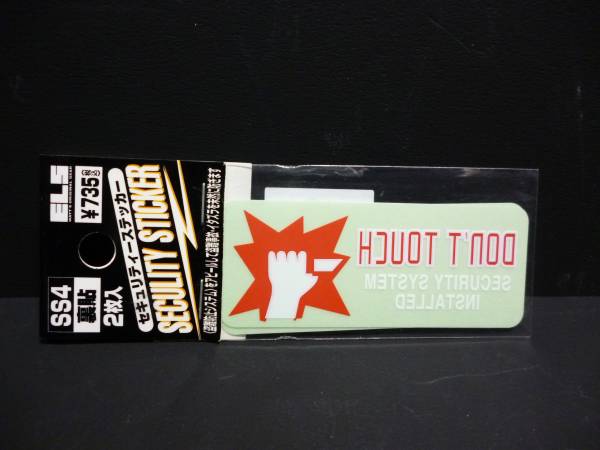 ELS
¥735
SS4
裏貼
2枚入
セキュリティーステッカー
SECULITY STICKER
DON'T TOUCH
SECURITY SYSTEM
INSTALLED